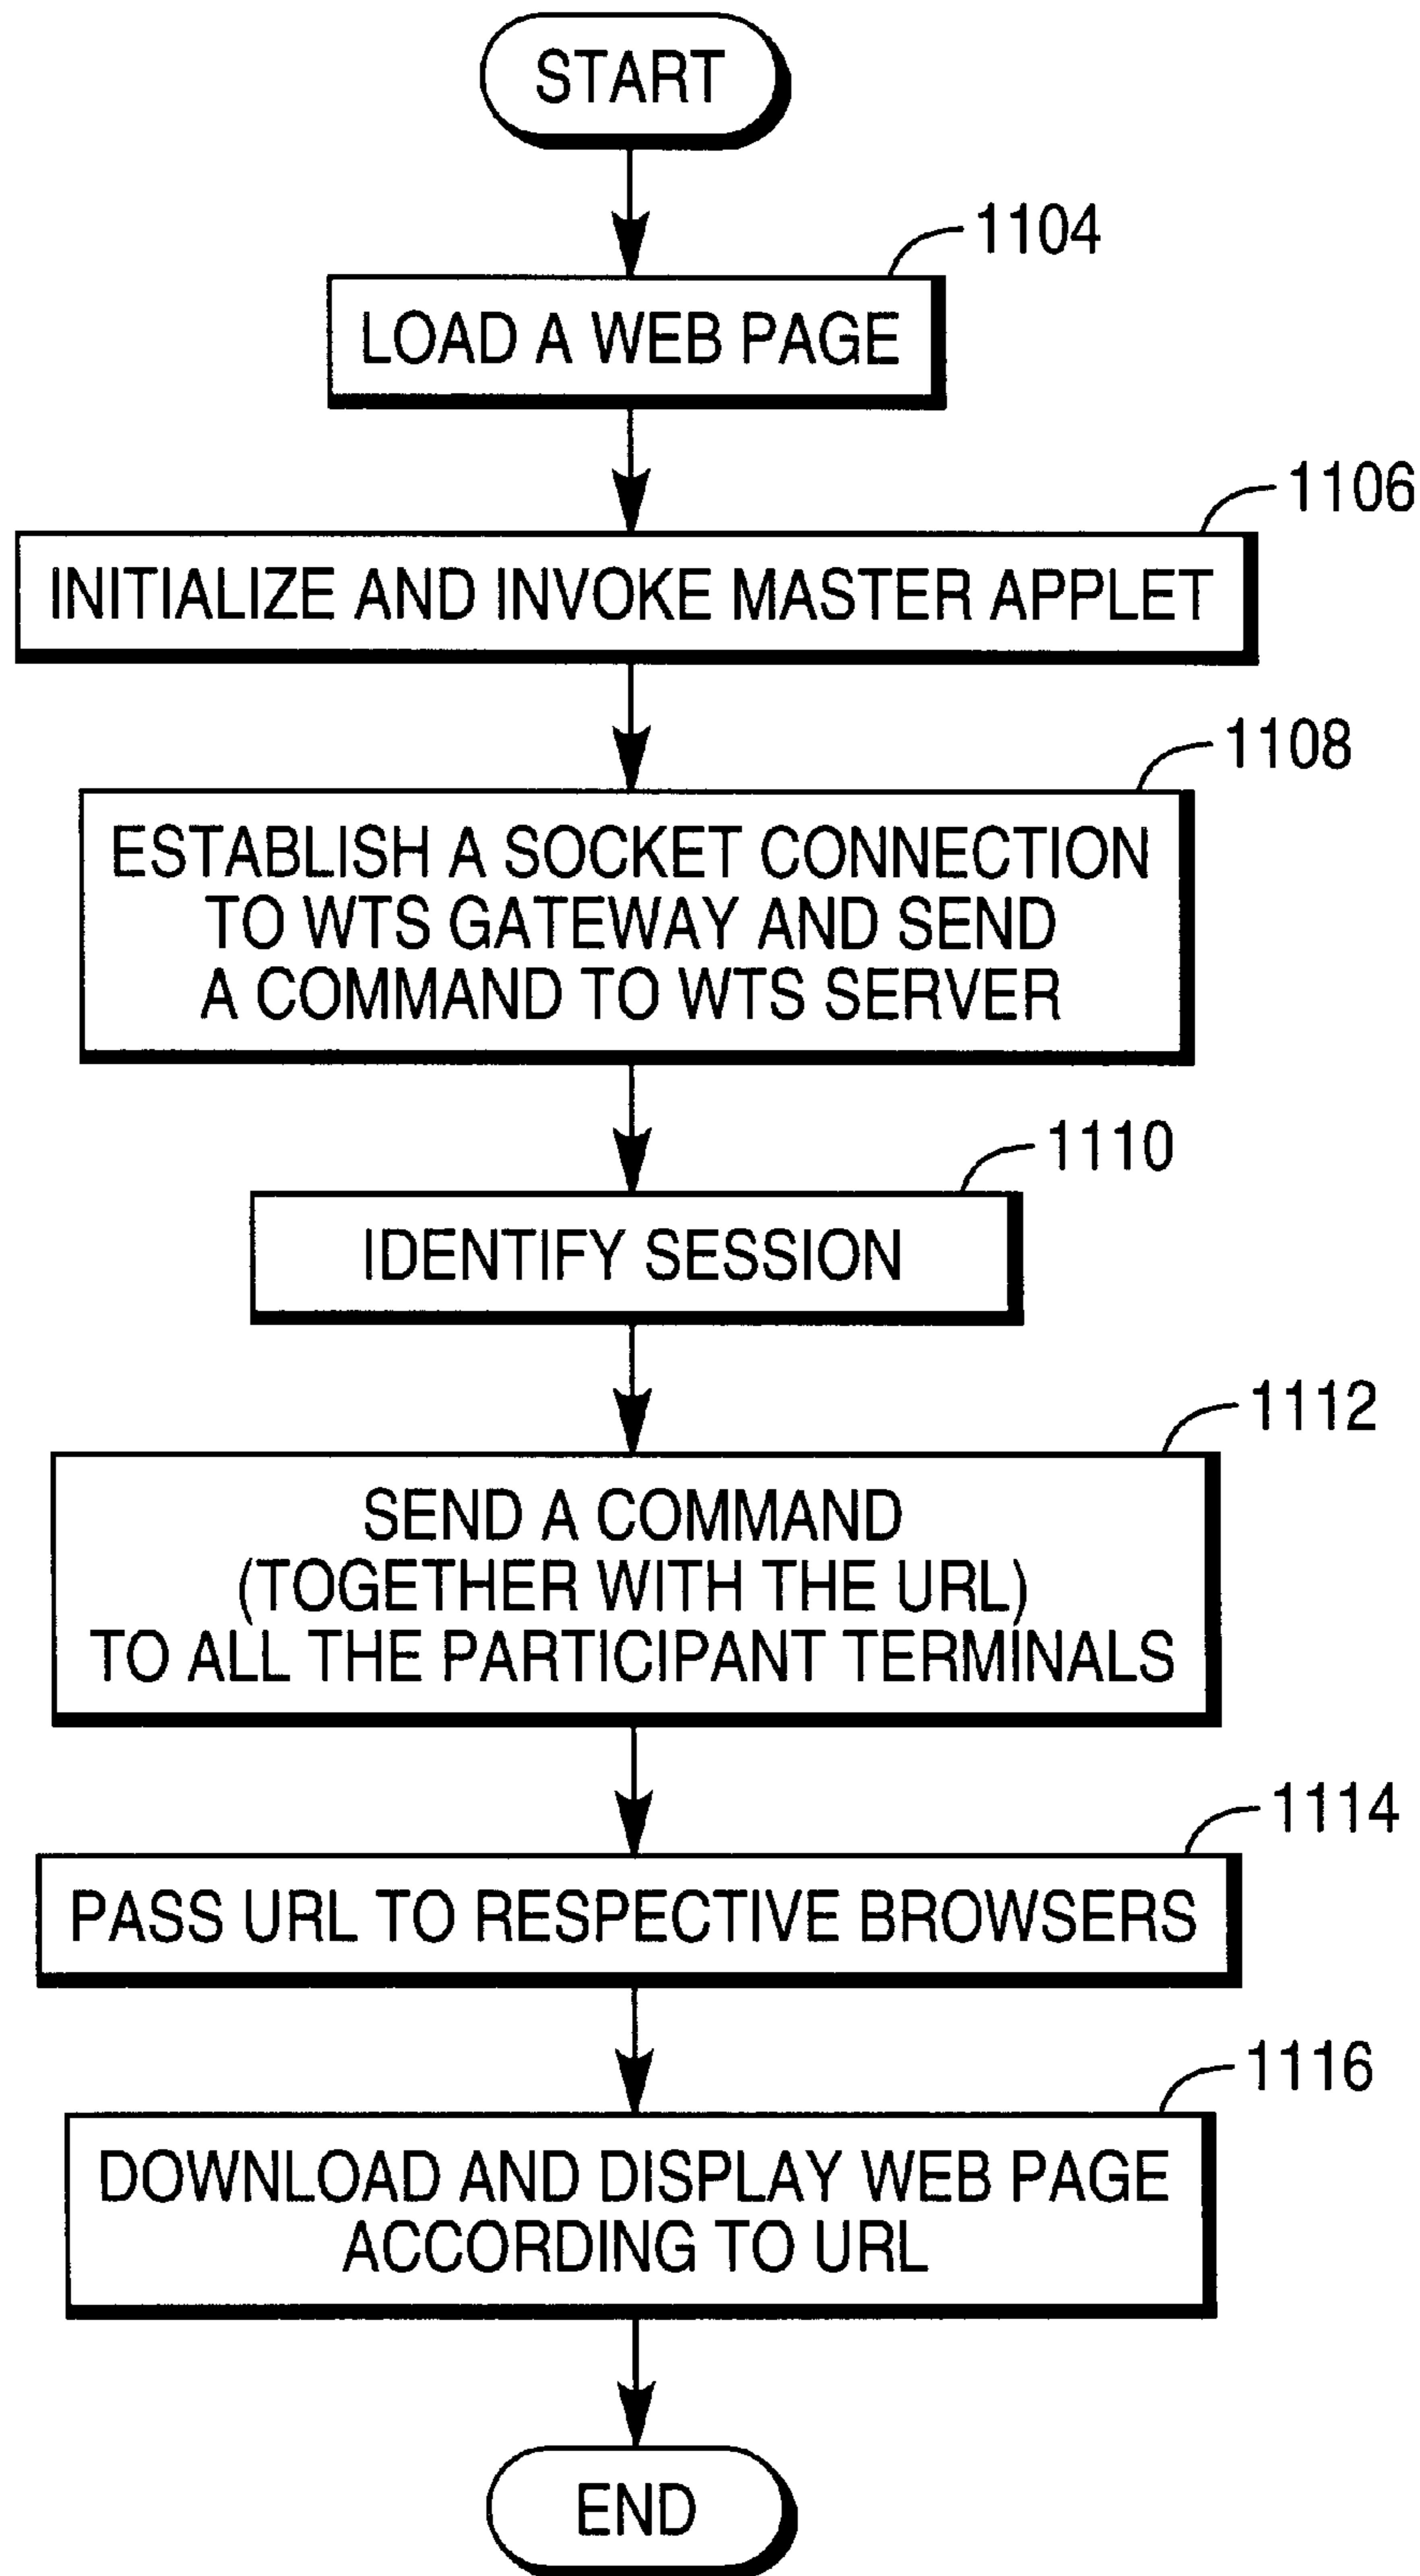 START
1104
LOAD A WEB PAGE
1106
INITIALIZE AND INVOKE MASTER APPLET
1108
ESTABLISH A SOCKET CONNECTION
TO WTS GATEWAY AND SEND
A COMMAND TO WTS SERVER
1110
IDENTIFY SESSION
1112
SEND A COMMAND
(TOGETHER WITH THE URL)
TO ALL THE PARTICIPANT TERMINALS
1114
PASS URL TO RESPECTIVE BROWSERS
1116
DOWNLOAD AND DISPLAY WEB PAGE
ACCORDING TO URL
END